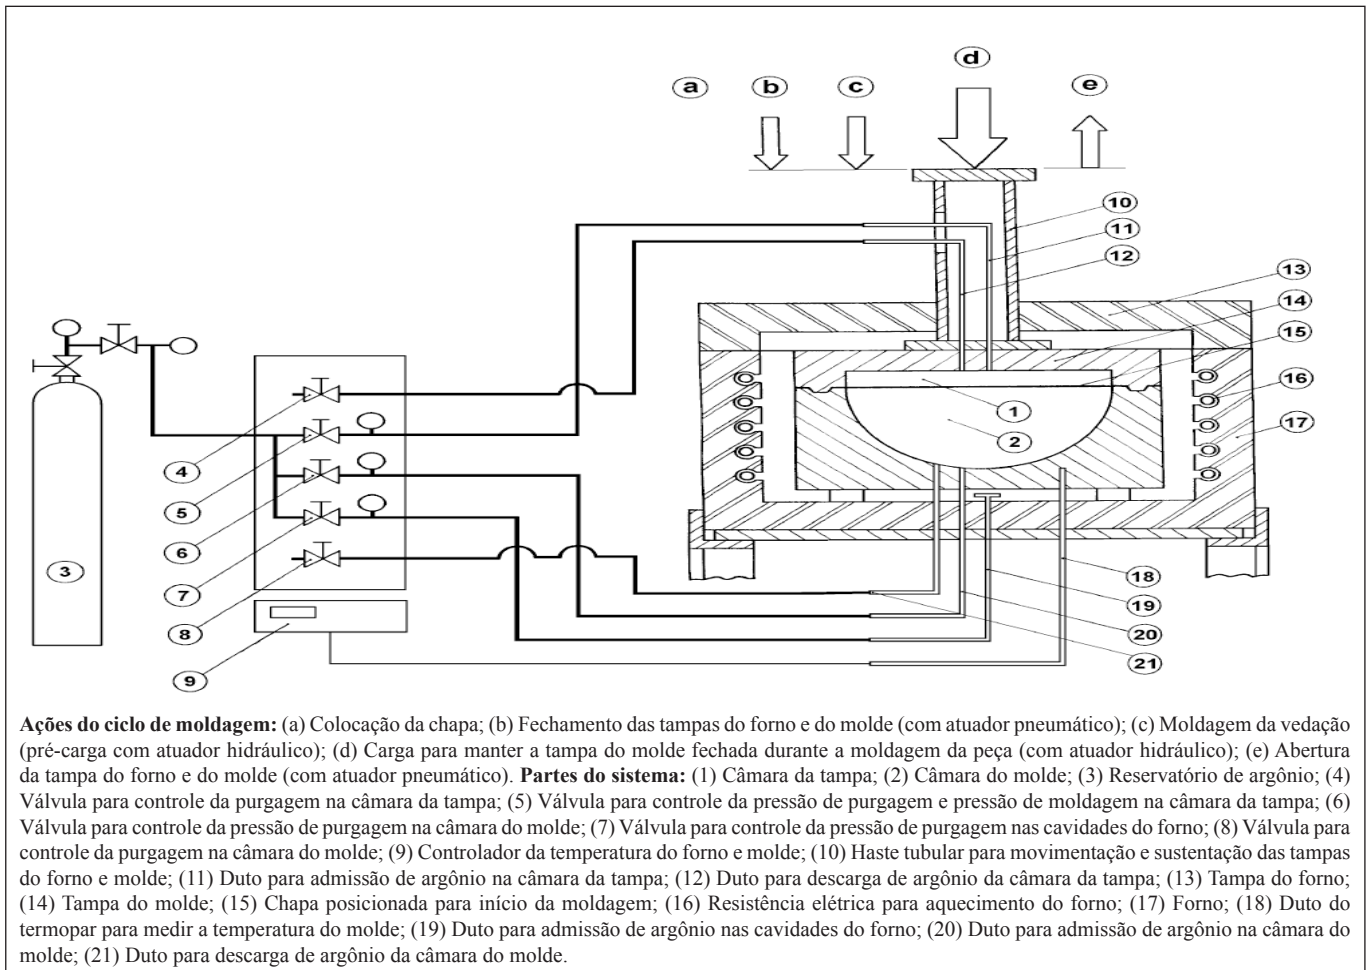 a
b
c
d
e
10
11
12
13
14
15
16
17
1
2
3
4
5
6
7
8
9
18
19
20
21
Ações do ciclo de moldagem: (a) Colocação da chapa; (b) Fechamento das tampas do forno e do molde (com atuador pneumático); (c) Moldagem da vedação
(pré-carga com atuador hidráulico); (d) Carga para manter a tampa do molde fechada durante a moldagem da peça (com atuador hidráulico); (e) Abertura
da tampa do forno e do molde (com atuador pneumático). Partes do sistema: (1) Câmara da tampa; (2) Câmara do molde; (3) Reservatório de argônio; (4)
Válvula para controle da purgagem na câmara da tampa; (5) Válvula para controle da pressão de purgagem e pressão de moldagem na câmara da tampa; (6)
Válvula para controle da pressão de purgagem na câmara do molde; (7) Válvula para controle da pressão de purgagem nas cavidades do forno; (8) Válvula para
controle da purgagem na câmara do molde; (9) Controlador da temperatura do forno e molde; (10) Haste tubular para movimentação e sustentação das tampas
do forno e molde; (11) Duto para admissão de argônio na câmara da tampa; (12) Duto para descarga de argônio da câmara da tampa; (13) Tampa do forno;
(14) Tampa do molde; (15) Chapa posicionada para início da moldagem; (16) Resistência elétrica para aquecimento do forno; (17) Forno; (18) Duto do
termopar para medir a temperatura do molde; (19) Duto para admissão de argônio nas cavidades do forno; (20) Duto para admissão de argônio na câmara do
molde; (21) Duto para descarga de argônio da câmara do molde.